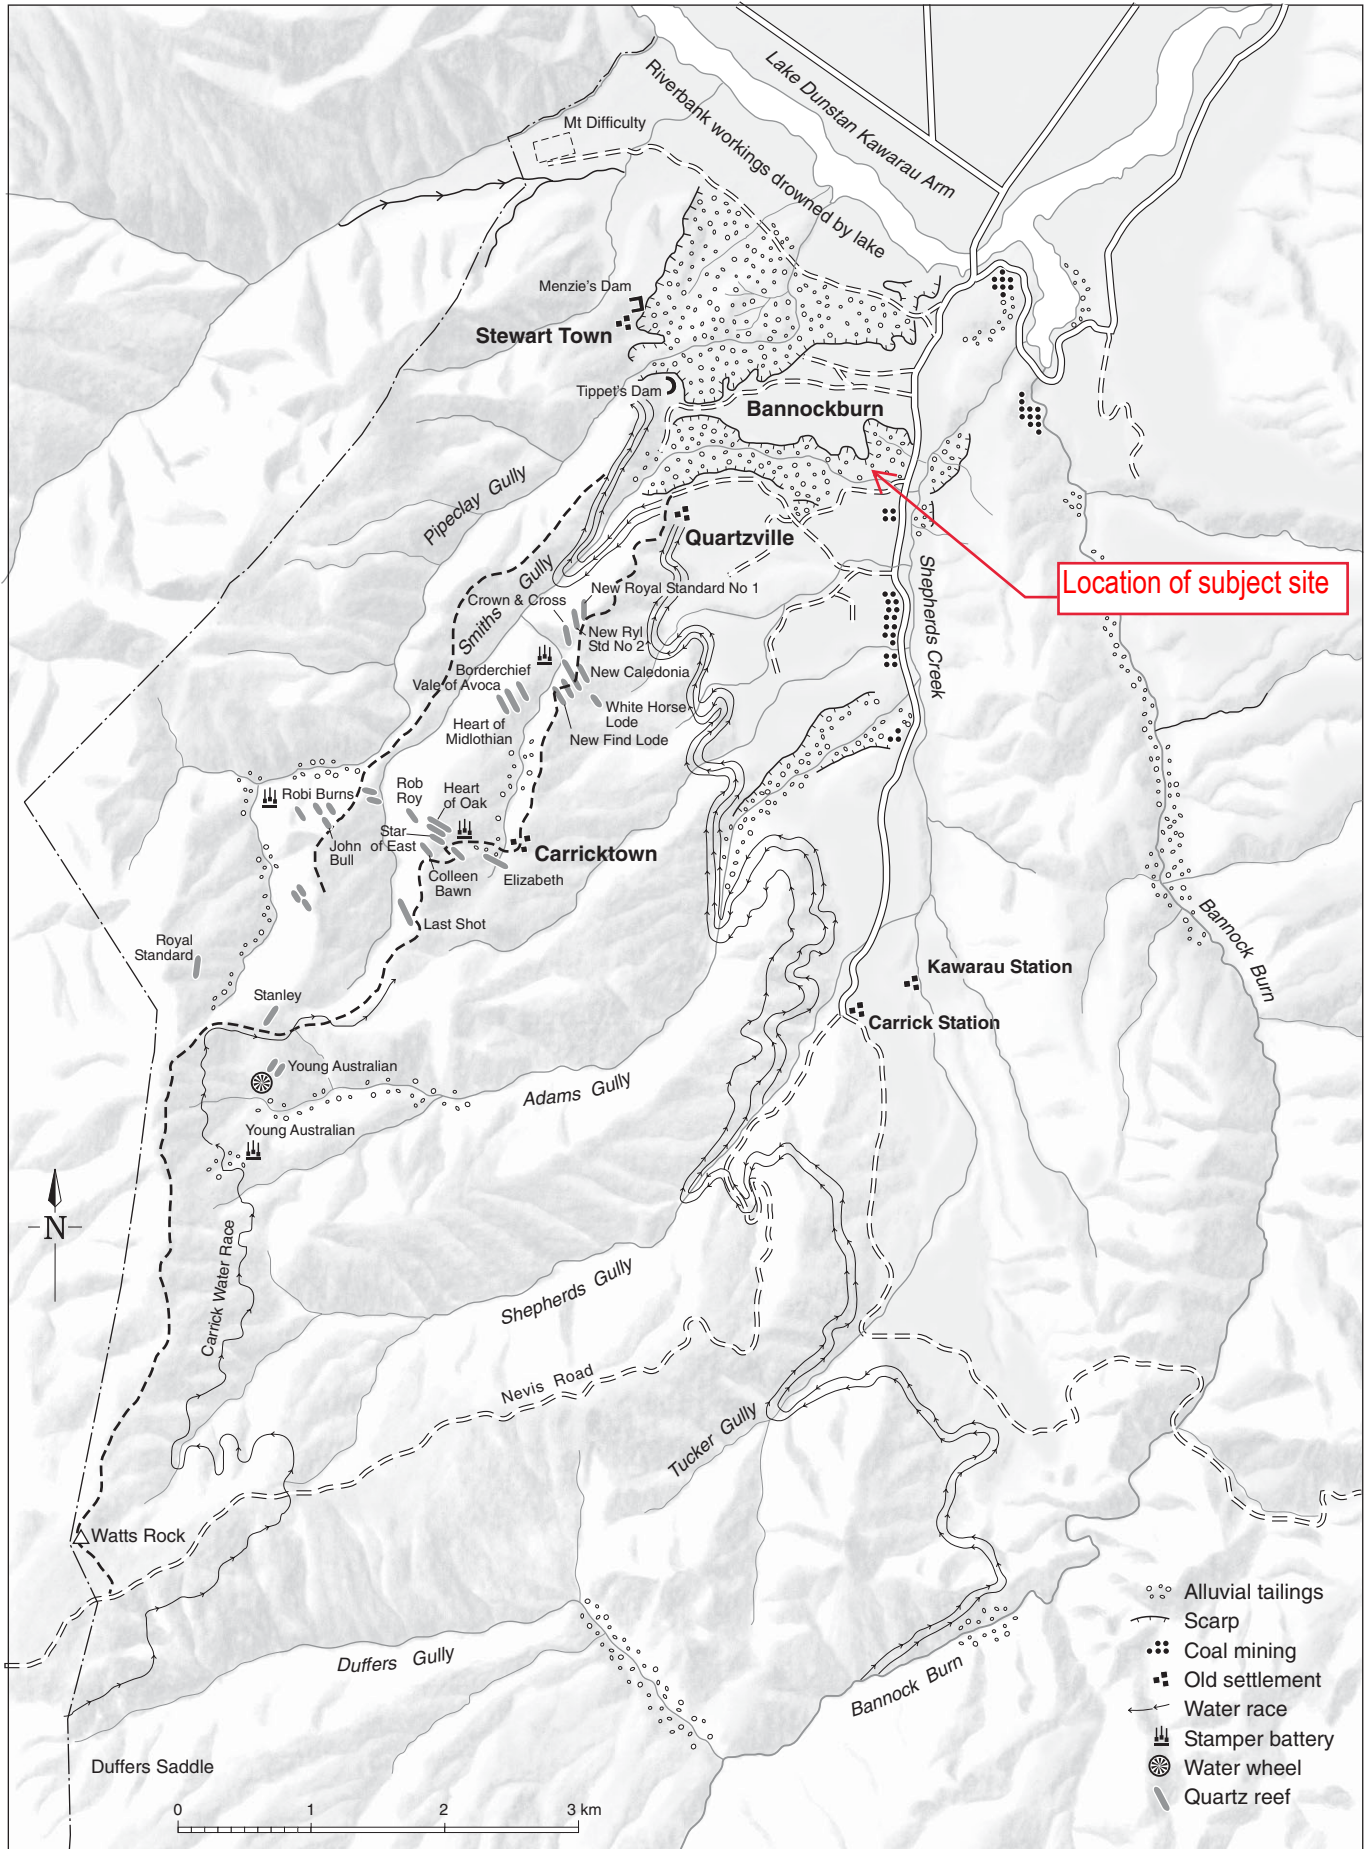 Lake Dunstan Kawarau Arm
Riverbank workings drowned by lake
Mt Difficulty
Menzie's Dam
Stewart Town
Tippet's Dam
Bannockburn
Pipeclay Gully
Quartzville
Location of subject site
Smiths Gully
Shepherds Creek
New Royal Standard No 1
Crown & Cross
New Ryl
Std No 2
Borderchief
Vale of Avoca
New Caledonia
Heart of
Midlothian
White Horse
Lode
New Find Lode
Robi Burns
Rob
Roy
Heart
of Oak
John
Bull
Star
of East
Carricktown
Colleen
Bawn
Elizabeth
Last Shot
Royal
Standard
Bannock Burn
Kawarau Station
Stanley
Carrick Station
Young Australian
Adams Gully
Young Australian
N
Carrick Water Race
Shepherds Gully
Nevis Road
Tucker Gully
Watts Rock
Duffers Gully
Bannock Burn
Duffers Saddle
0 1 2 3 km
Alluvial tailings
Scarp
Coal mining
Old settlement
Water race
Stamper battery
Water wheel
Quartz reef